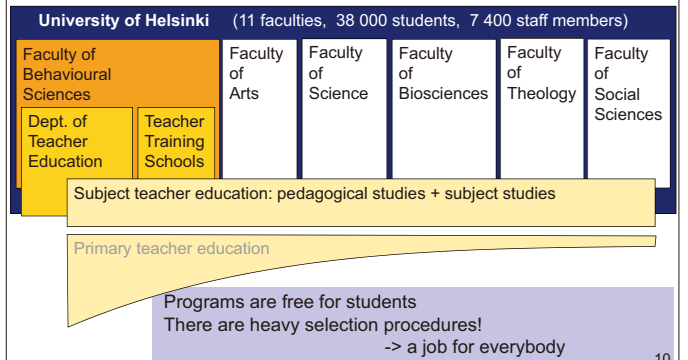 University of Helsinki (11 faculties, 38 000 students, 7 400 staff members)
Faculty of
Behavioural
Sciences
Dept. of
Teacher
Education
Teacher
Training
Schools
Faculty
of
Arts
Faculty
of
Science
Faculty
of
Biosciences
Faculty
of
Theology
Faculty
of
Social
Sciences
Subject teacher education: pedagogical studies + subject studies
Primary teacher education
Programs are free for students
There are heavy selection procedures!
-> a job for everybody
10